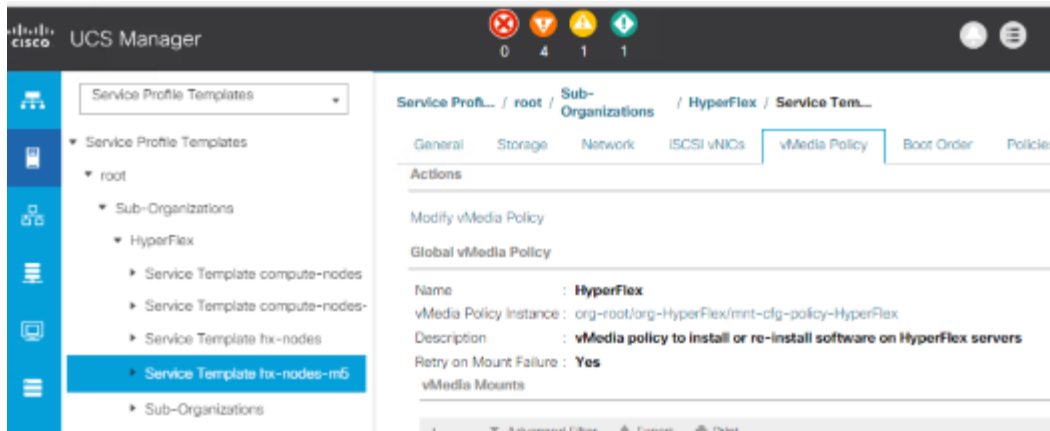 cisco UCS Manager
0 4 1 1
Service Profile Templates
Service Profile Templates
root
Sub-Organizations
HyperFlex
Service Template compute-nodes
Service Template compute-nodes-
Service Template hx-nodes
Service Template hx-nodes-m5
Sub-Organizations
Service Profi... / root / Sub-Organizations / HyperFlex / Service Tem...
General Storage Network iSCSI vNICs vMedia Policy Boot Order Policie
Actions
Modify vMedia Policy
Global vMedia Policy
Name : HyperFlex
vMedia Policy Instance : org-root/org-HyperFlex/mnt-cfg-policy-HyperFlex
Description : vMedia policy to install or re-install software on HyperFlex servers
Retry on Mount Failure : Yes
vMedia Mounts
Advanced Filter Export Print